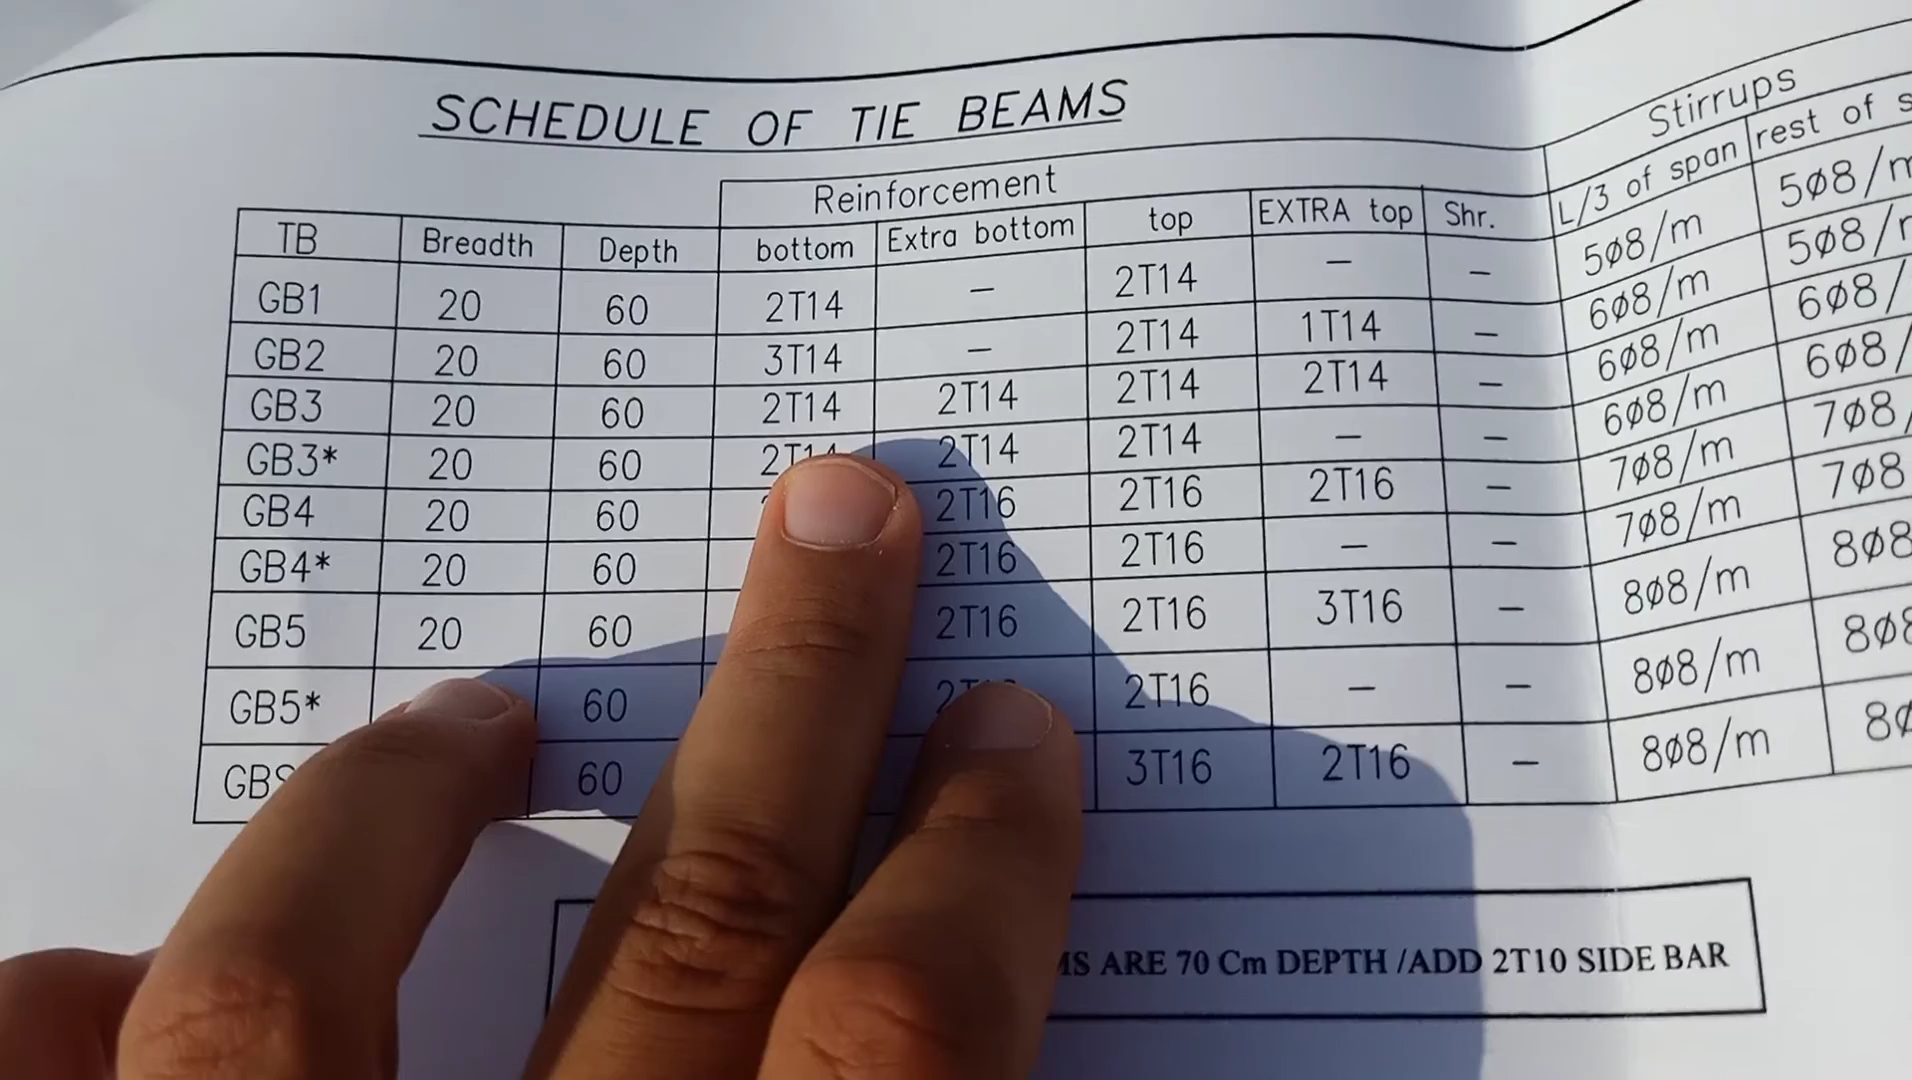 SCHEDULE OF TIE BEAMS
Reinforcement Stirrups
TB Breadth Depth bottom Extra bottom top EXTRA top Shr. L/3 of span rest of
GB1 20 60 2T14 - 2T14 - - 5ø8/m 5ø8/m
GB2 20 60 3T14 - 2T14 1T14 - 6ø8/m 5ø8/
GB3 20 60 2T14 2T14 2T14 2T14 - 6ø8/m 6ø8/
GB3* 20 60 2T14 2T14 2T14 - - 6ø8/m 6ø8/
GB4 20 60 2T16 2T16 2T16 - 7ø8/m 7ø8/
GB4* 20 60 2T16 2T16 - - 7ø8/m 7ø8
GB5 20 60 2T16 2T16 3T16 - 8ø8/m 8ø8
GB5* 60 2T16 - - 8ø8/m 8ø8
60 3T16 2T16 - 8ø8/m 8ø
ARE 70 Cm DEPTH /ADD 2T10 SIDE BAR